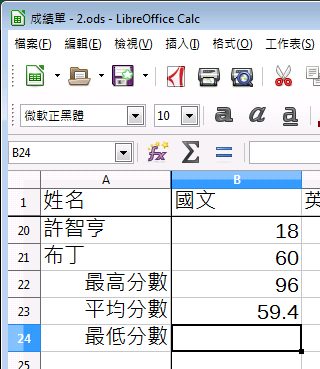 成績單 - 2.ods - LibreOffice Calc
檔案(F) 編輯(E) 檢視(V) 插入(I) 格式(O) 工作表(S)
微軟正黑體 10 a a
B24 fx Σ =
A B
1 姓名 國文 英
20 許智亨 18
21 布丁 60
22 最高分數 96
23 平均分數 59.4
24 最低分數
25